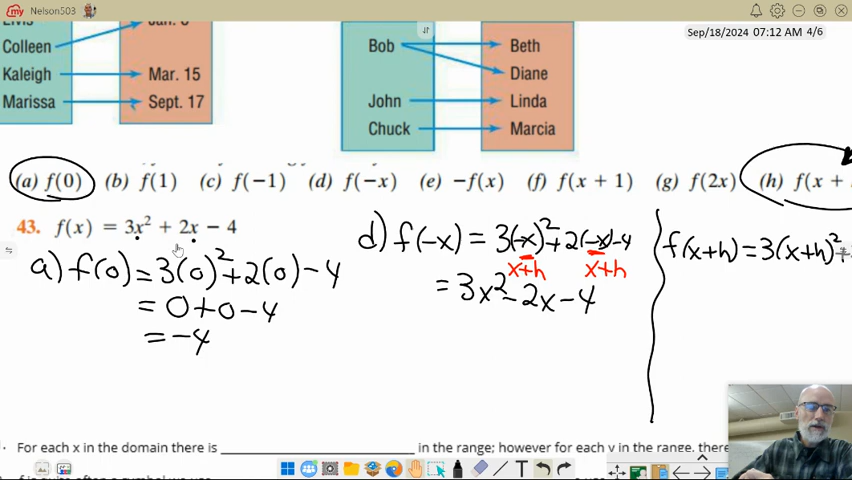 Nelson503
Sep/18/2024 07:12 AM 4/6
Colleen
Kaleigh
Marissa
Mar. 15
Sept. 17
Bob
John
Chuck
Beth
Diane
Linda
Marcia
(a) f(0) (b) f(1) (c) f(−1) (d) f(−x) (e) −f(x) (f) f(x + 1) (g) f(2x) (h) f(x +
43. f(x) = 3x² + 2x − 4
a) f(0) = 3(0)² + 2(0) − 4
= 0 + 0 − 4
= −4
d) f(−x) = 3(−x)² + 2(−x) − 4
x+h x+h
= 3x² − 2x − 4
f(x+h) = 3(x+h)² +
For each x in the domain there is ____________ in the range; however for each y in the range, there